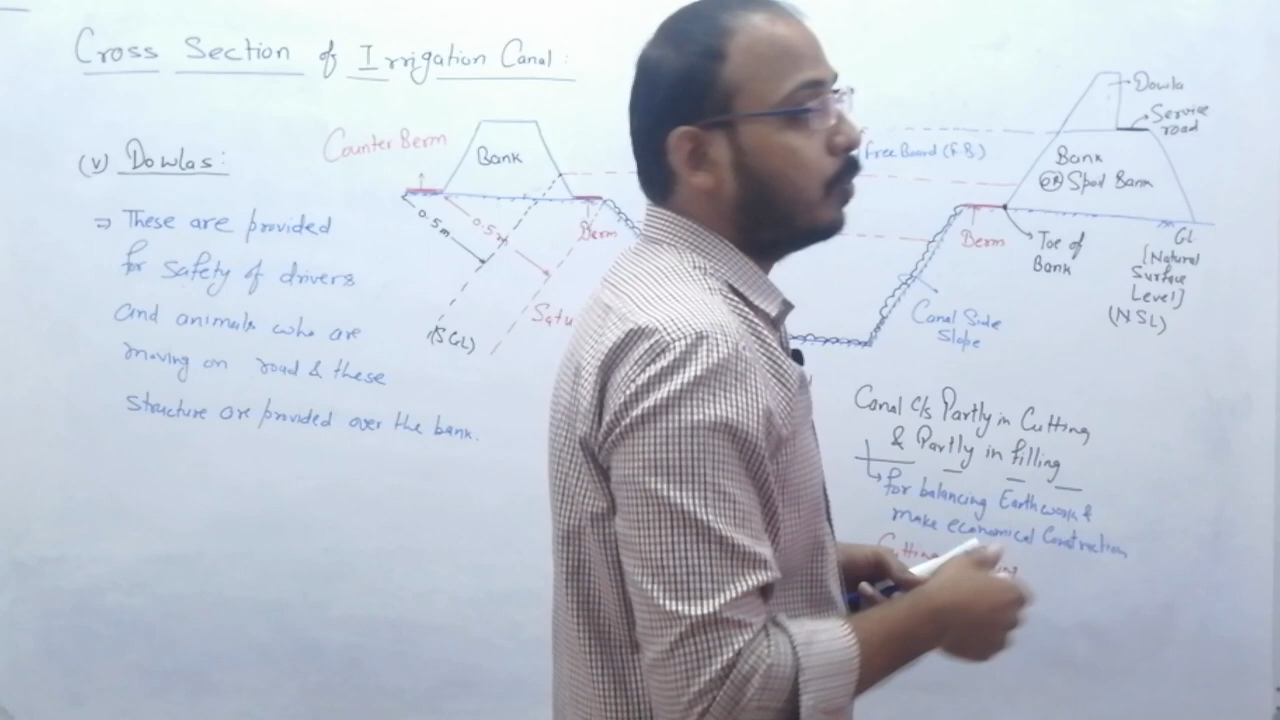 Cross Section of Irrigation Canal :
(V) Dowlas :
⇒ These are provided
for safety of drivers
and animals who are
moving on road & these
structure are provided over the bank.
Counter Berm
Bank
0.5m
0.5m
Berm
(SGL)
Satu
Dowla
Service
road
Free Board (F.B.)
Bank
OR Spoil Bank
Berm
Toe of
Bank
GL
[Natural
Surface
Level]
(NSL)
Canal Side
Slope
Canal C/s Partly in Cutting
& Partly in filling
for balancing Earthwork &
make economical Constrction
Cutting